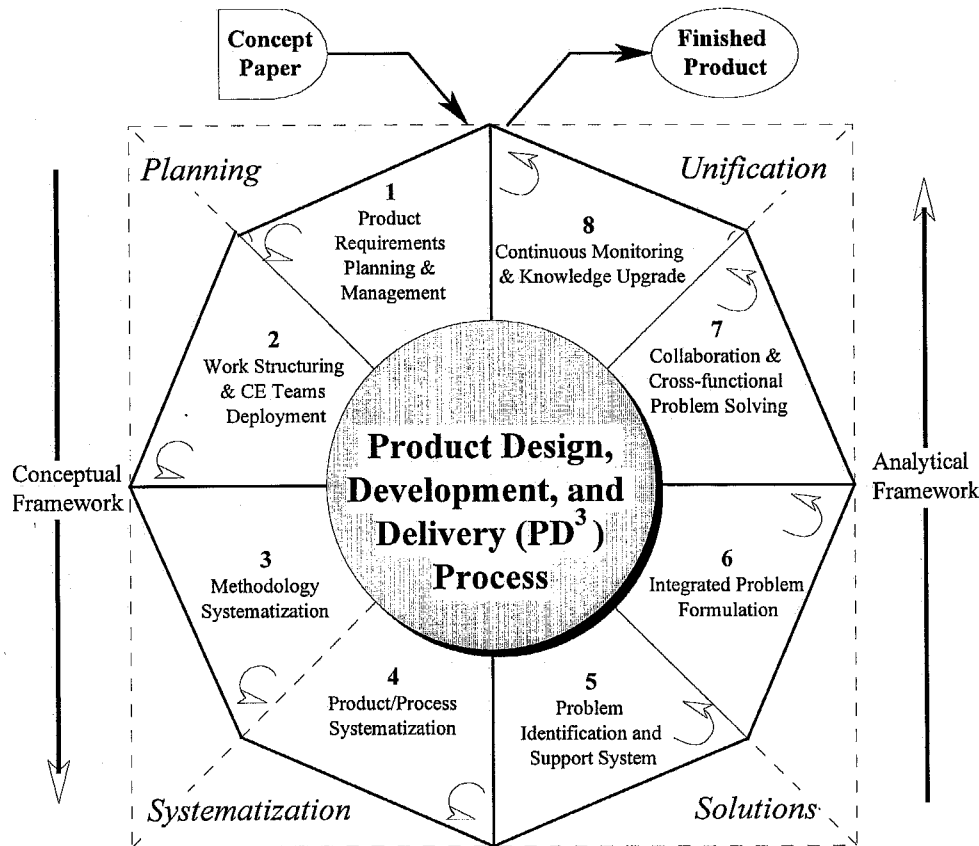 Concept
Paper
Finished
Product
Planning
Unification
1
Product
Requirements
Planning &
Management
8
Continuous Monitoring
& Knowledge Upgrade
2
Work Structuring
& CE Teams
Deployment
7
Collaboration &
Cross-functional
Problem Solving
Conceptual
Framework
Product Design,
Development, and
Delivery (PD³)
Process
Analytical
Framework
3
Methodology
Systematization
6
Integrated Problem
Formulation
4
Product/Process
Systematization
5
Problem
Identification and
Support System
Systematization
Solutions